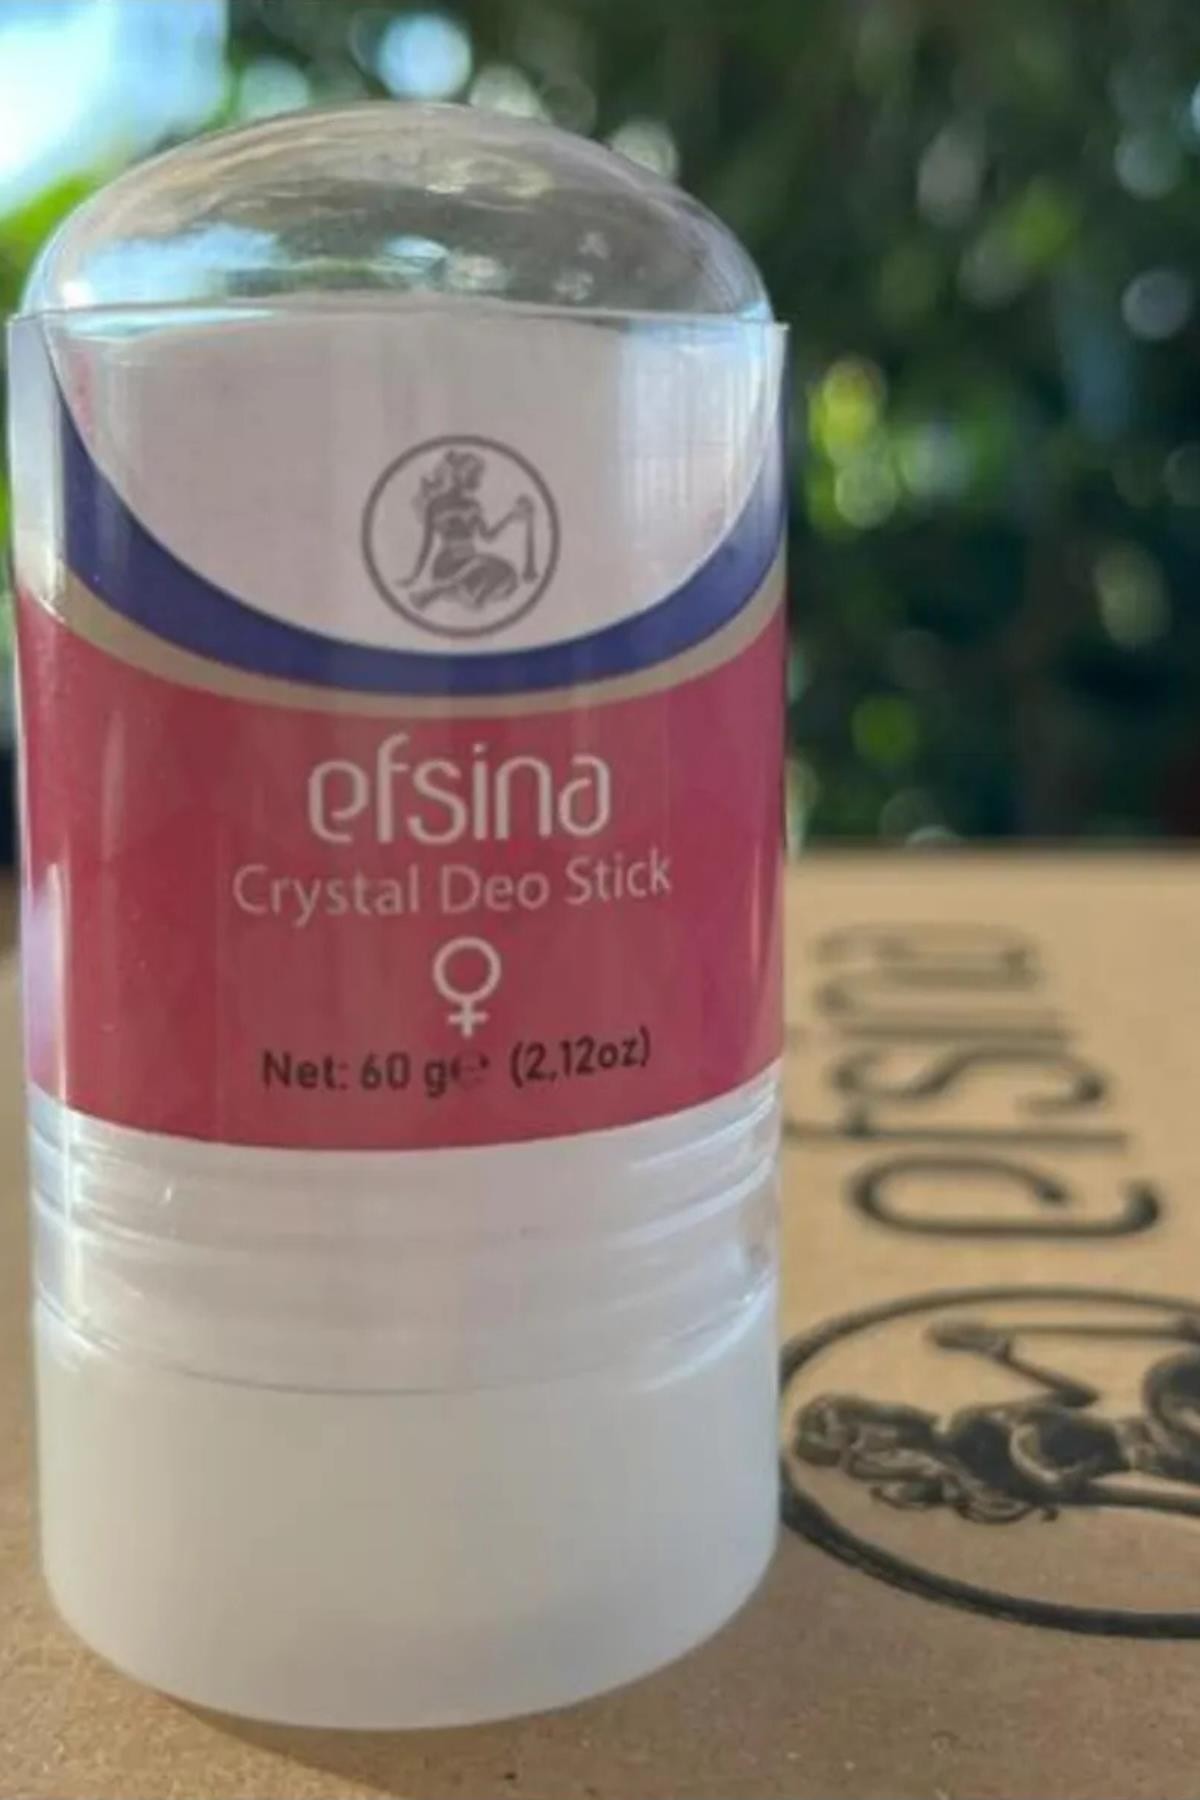 efsina
Crystal Deo Stick
♀
Net: 60 g℮ (2,12oz)
efsina